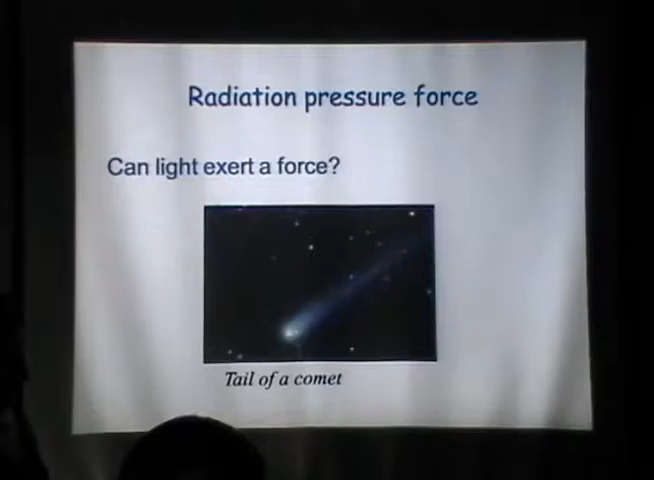 Radiation pressure force
Can light exert a force?
Tail of a comet